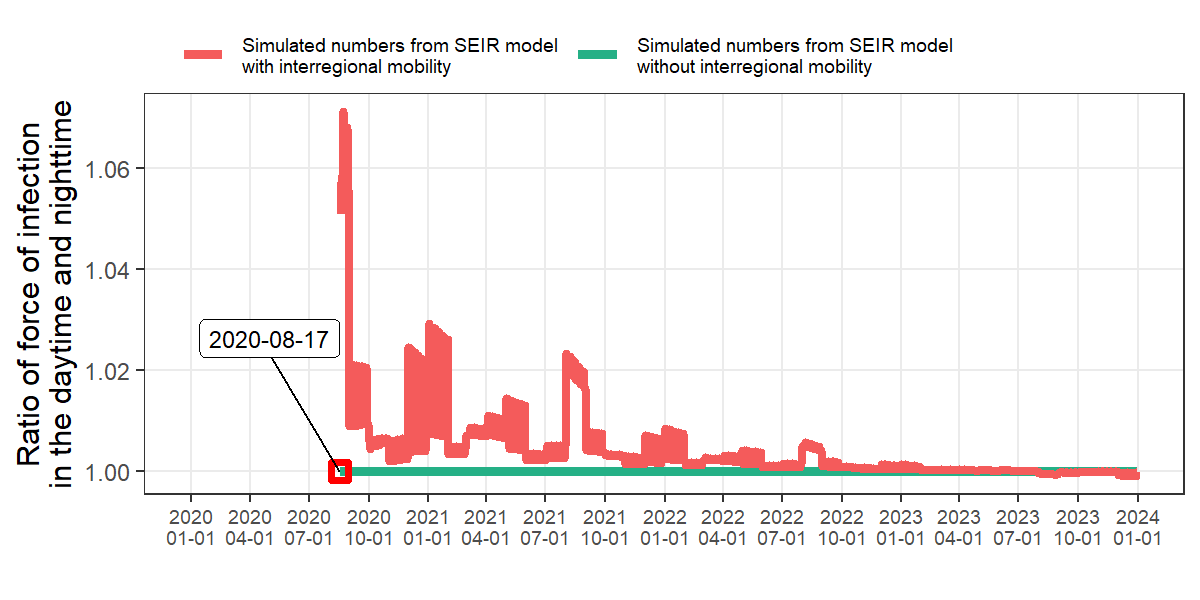 Simulated numbers from SEIR model
with interregional mobility
Simulated numbers from SEIR model
without interregional mobility
Ratio of force of infection
in the daytime and nighttime
1.06
1.04
1.02
1.00
2020-08-17
2020 2020 2020 2020 2021 2021 2021 2021 2022 2022 2022 2022 2023 2023 2023 2023 2024
01-01 04-01 07-01 10-01 01-01 04-01 07-01 10-01 01-01 04-01 07-01 10-01 01-01 04-01 07-01 10-01 01-01